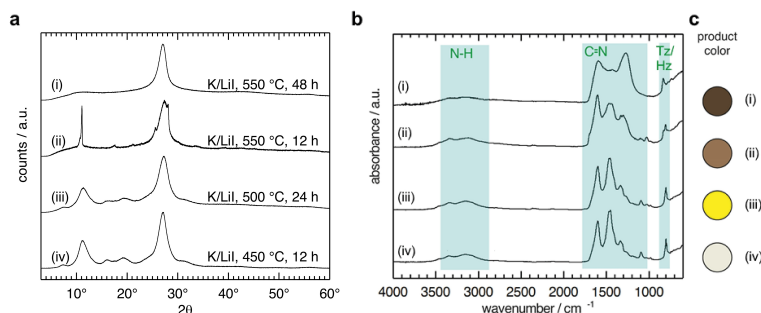 a
counts / a.u.
(i)
K/LiI, 550 °C, 48 h
(ii)
K/LiI, 550 °C, 12 h
(iii)
K/LiI, 500 °C, 24 h
(iv)
K/LiI, 450 °C, 12 h
10° 20° 30° 40° 50° 60°
2θ
b
absorbance / a.u.
N-H
C=N
Tz/
Hz
(i)
(ii)
(iii)
(iv)
4000 3500 3000 2500 2000 1500 1000
wavenumber / cm -1
c
product
color
(i)
(ii)
(iii)
(iv)